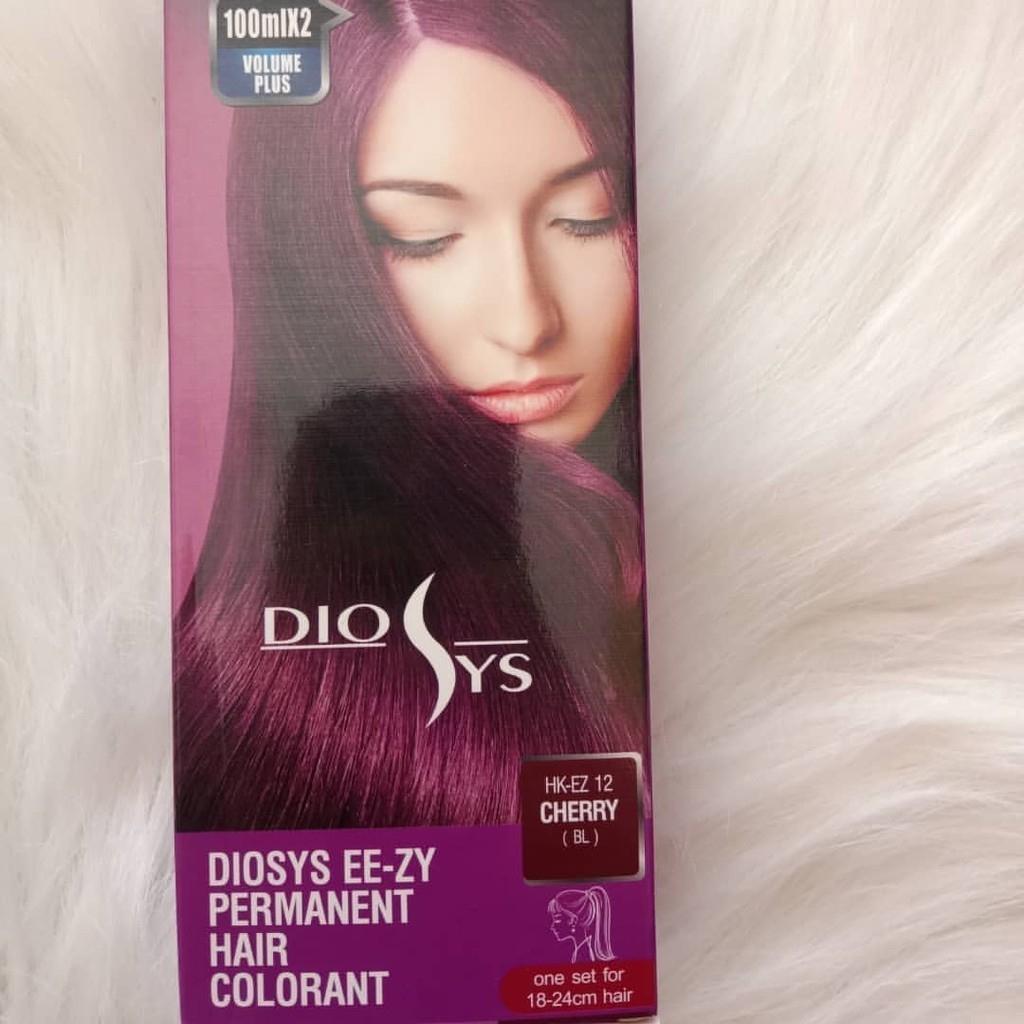 100mlX2
VOLUME
PLUS
DIOSYS
HK-EZ 12
CHERRY
( BL )
DIOSYS EE-ZY
PERMANENT
HAIR
COLORANT
one set for
18-24cm hair